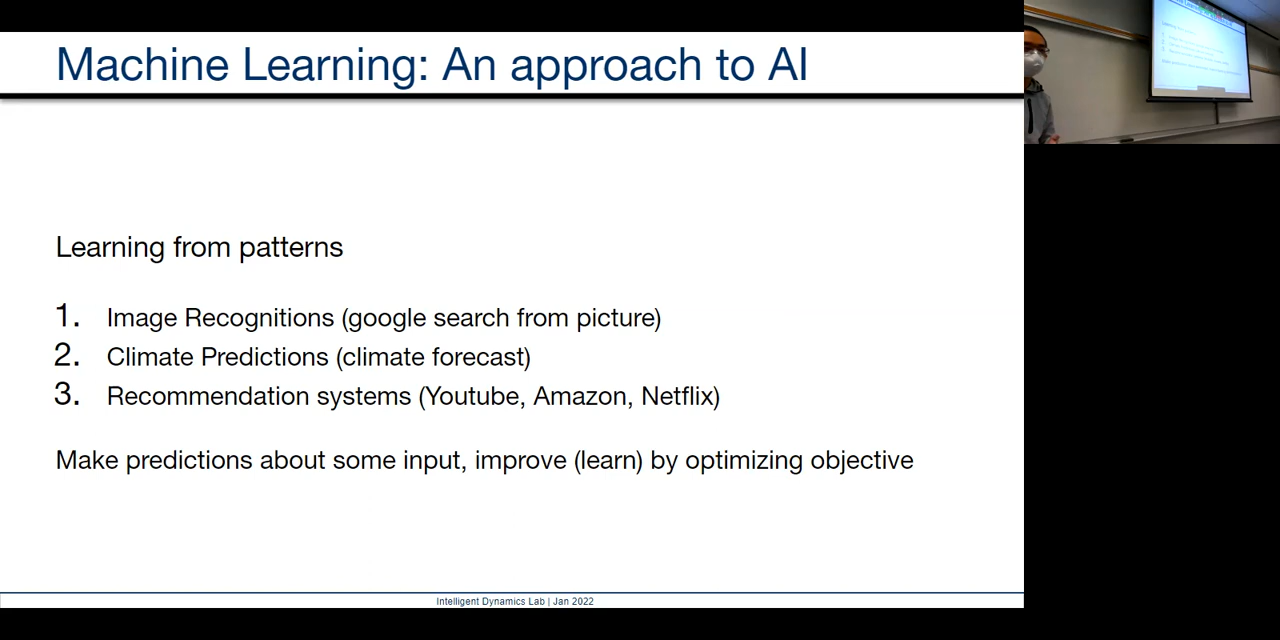 Machine Learning: An approach to AI
Learning from patterns
1. Image Recognitions (google search from picture)
2. Climate Predictions (climate forecast)
3. Recommendation systems (Youtube, Amazon, Netflix)
Make predictions about some input, improve (learn) by optimizing objective
Intelligent Dynamics Lab | Jan 2022